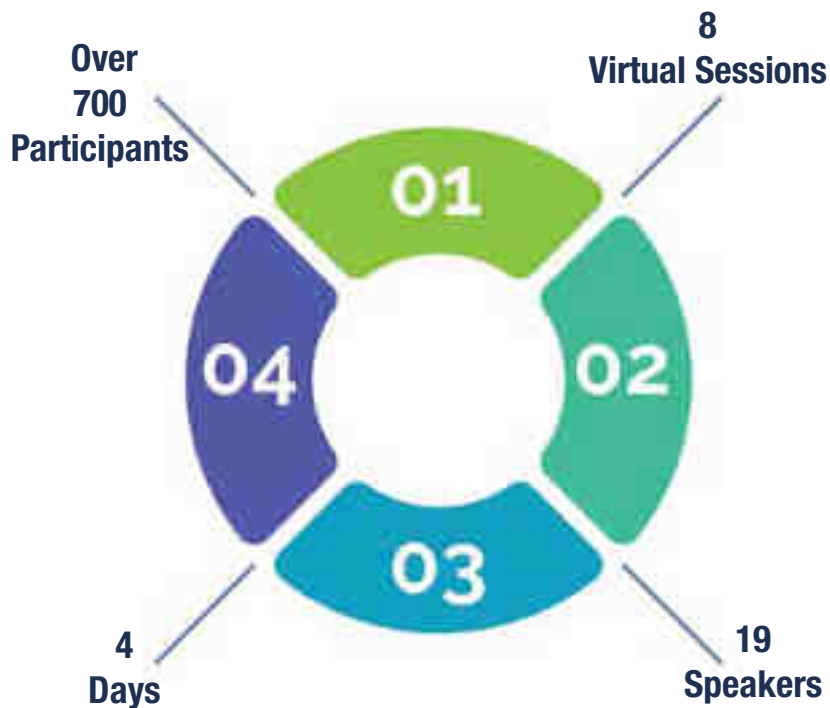 Over
700
Participants
8
Virtual Sessions
01
04
02
03
4
Days
19
Speakers